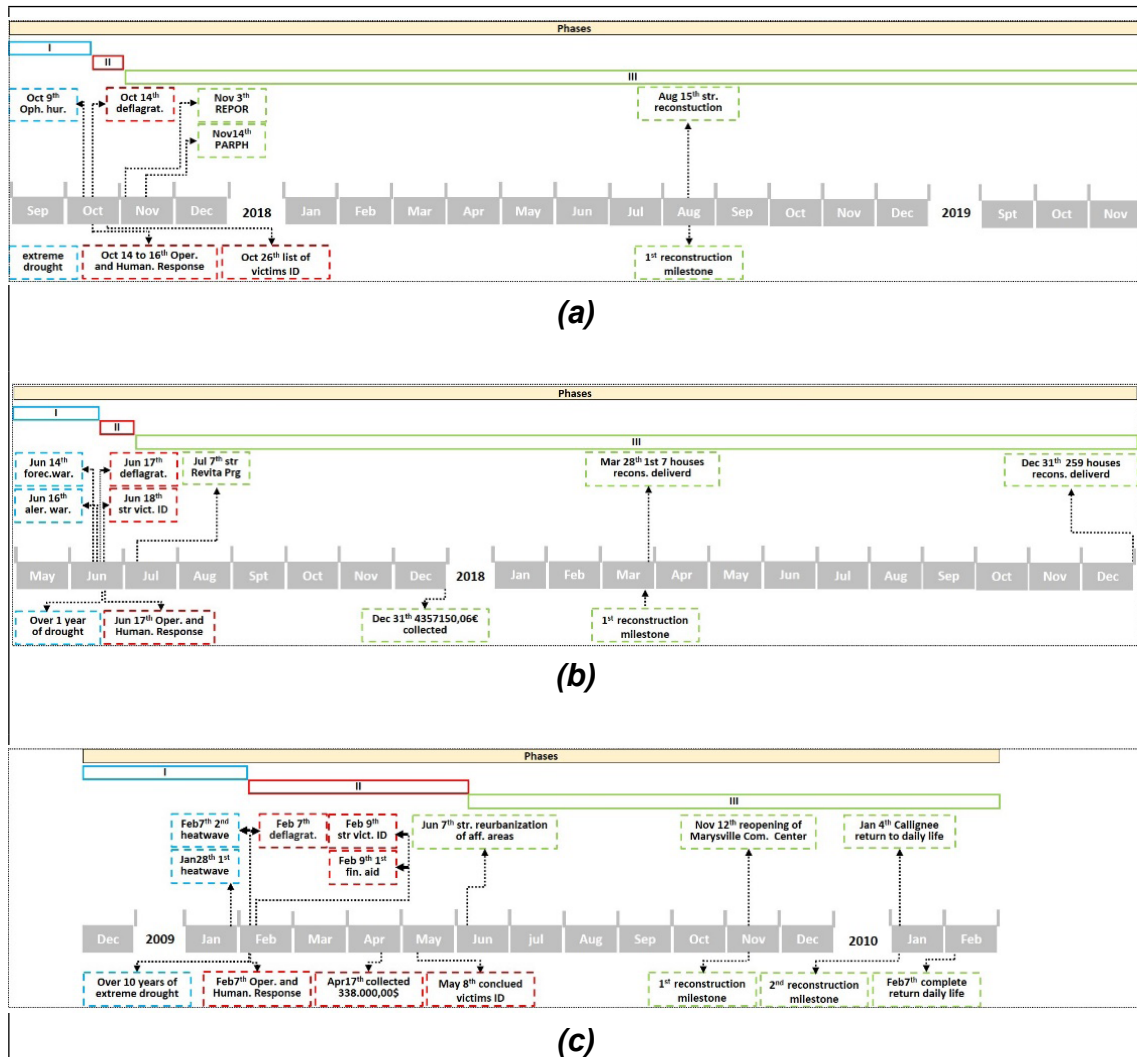 Phases
I
II
III
Oct 9th
Oph. hur.
Oct 14th
deflagrat.
Nov 3th
REPOR
Nov14th
PARPH
Aug 15th str.
reconstuction
Sep Oct Nov Dec 2018 Jan Feb Mar Apr May Jun Jul Aug Sep Oct Nov Dec 2019 Spt Oct Nov
extreme
drought
Oct 14 to 16th Oper.
and Human. Response
Oct 26th list of
victims ID
1st reconstruction
milestone
(a)
Phases
I
II
III
Jun 14th
forec.war.
Jun 17th
deflagrat.
Jul 7th str
Revita Prg
Mar 28th 1st 7 houses
recons. deliverd
Dec 31th 259 houses
recons. deliverd
Jun 16th
aler. war.
Jun 18th
str vict. ID
May Jun Jul Aug Spt Oct Nov Dec 2018 Jan Feb Mar Apr May Jun Jul Aug Sep Oct Nov Dec
Over 1 year
of drought
Jun 17th Oper. and
Human. Response
Dec 31th 4357150,06€
collected
1st reconstruction
milestone
(b)
Phases
I
II
III
Feb7th 2nd
heatwave
Feb 7th
deflagrat.
Feb 9th
str vict. ID
Jun 7th str. reurbanization
of aff. areas
Nov 12th reopening of
Marysville Com. Center
Jan 4th Callignee
return to daily life
Jan28th 1st
heatwave
Feb 9th 1st
fin. aid
Dec 2009 Jan Feb Mar Apr May Jun jul Aug Sep Oct Nov Dec 2010 Jan Feb
Over 10 years of
extreme drought
Feb7th Oper. and
Human. Response
Apr17th collected
338.000,00$
May 8th conclued
victims ID
1st reconstruction
milestone
2nd reconstruction
milestone
Feb7th complete
return daily life
(c)